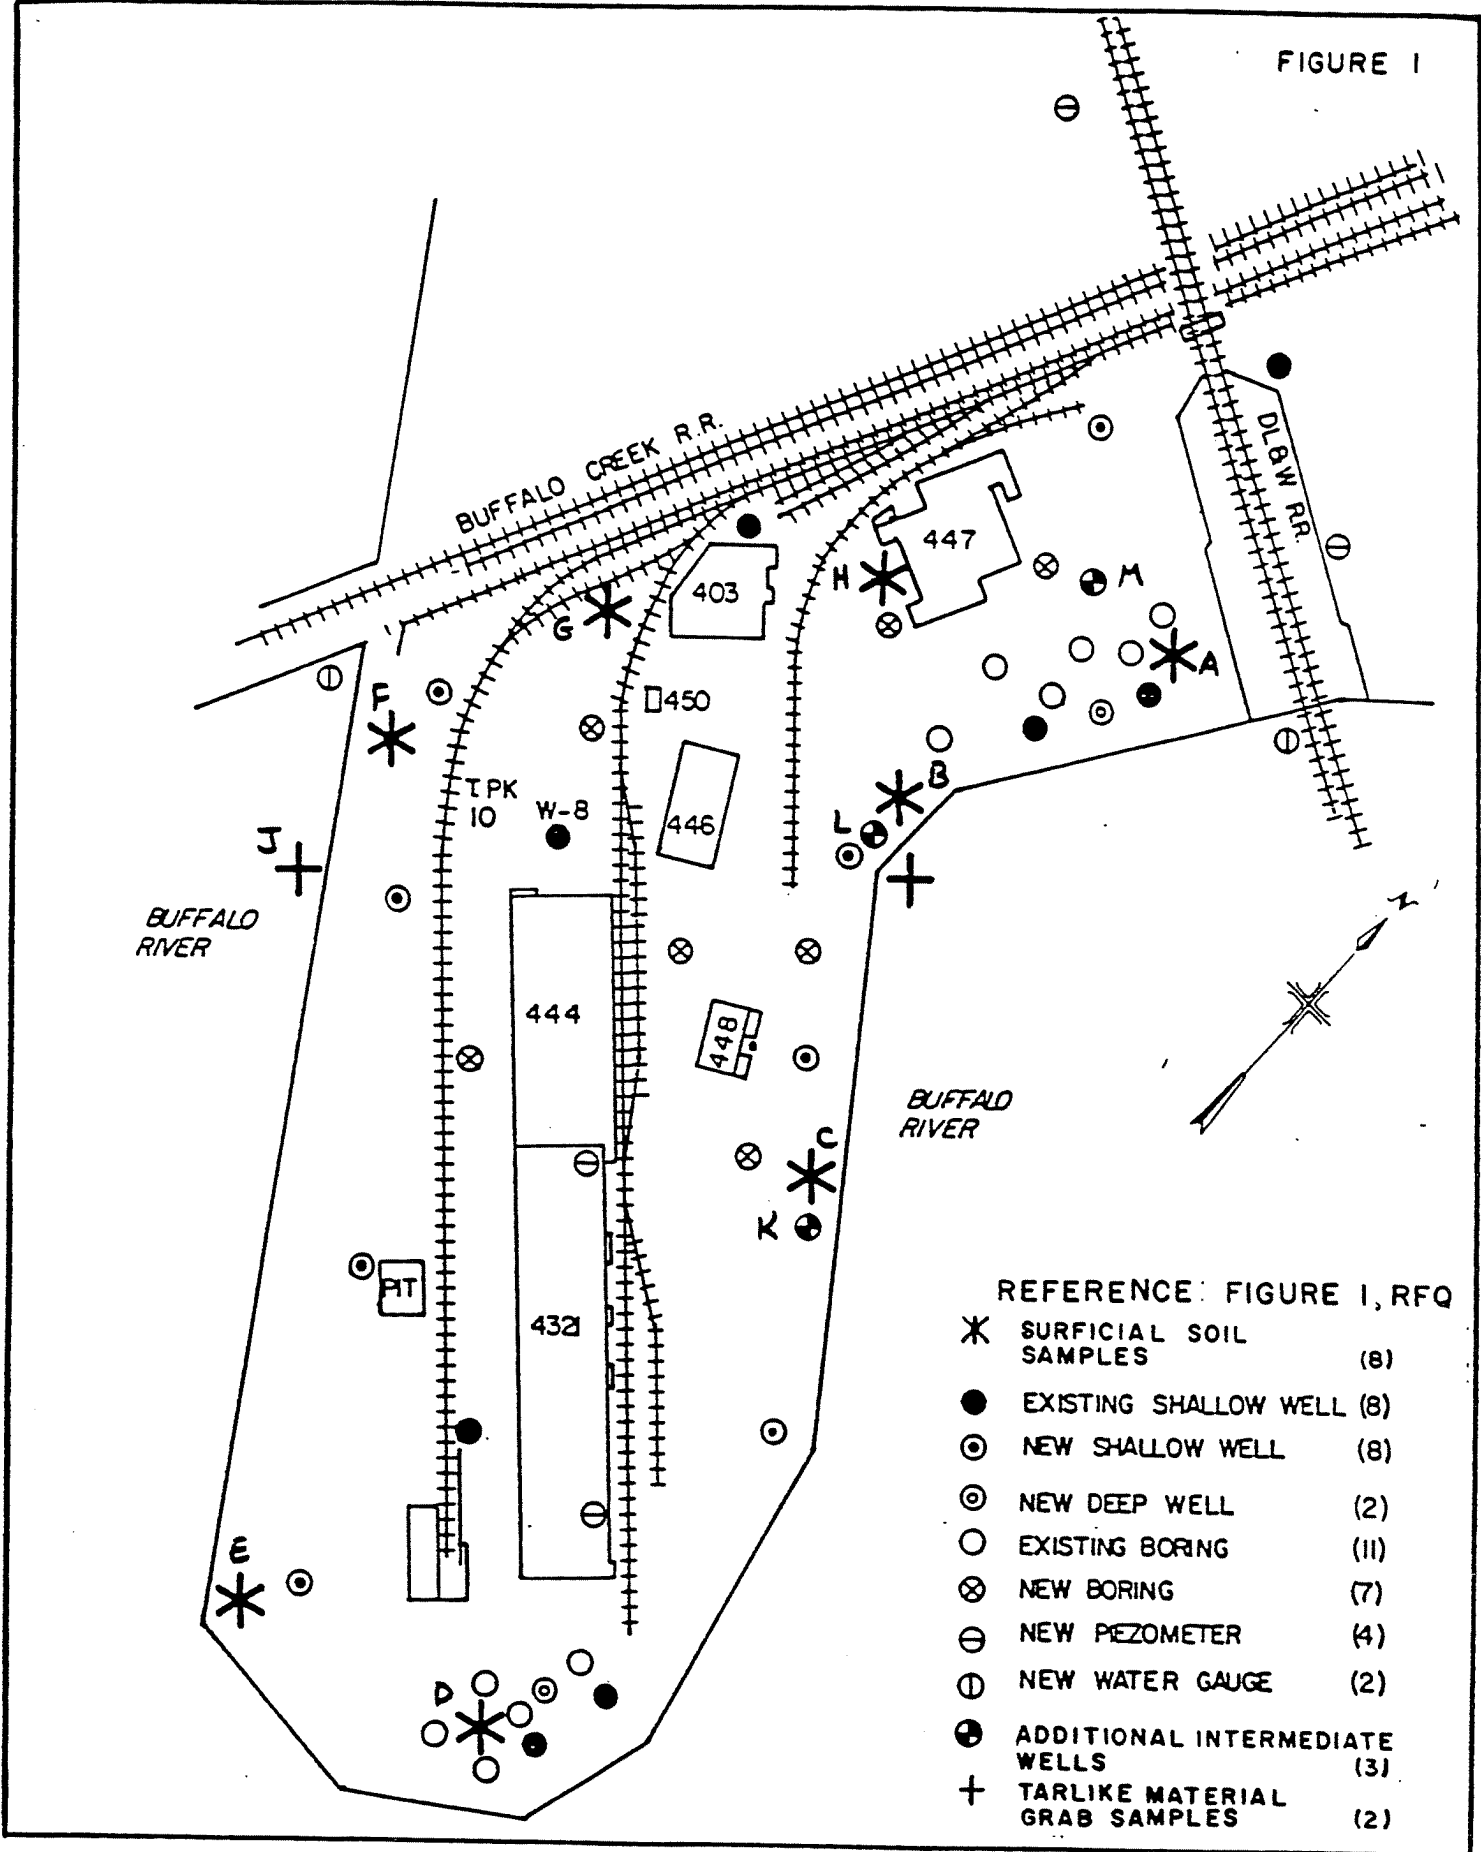 FIGURE 1
BUFFALO CREEK R.R.
DL&W RR.
447
H
M
403
G
A
F
450
B
T.PK
10
W-8
446
L
J
BUFFALO
RIVER
N
444
448
BUFFALO
RIVER
C
K
PIT
432
REFERENCE: FIGURE 1, RFQ
SURFICIAL SOIL
SAMPLES (8)
EXISTING SHALLOW WELL (8)
NEW SHALLOW WELL (8)
NEW DEEP WELL (2)
EXISTING BORING (11)
NEW BORING (7)
NEW PIEZOMETER (4)
NEW WATER GAUGE (2)
ADDITIONAL INTERMEDIATE
WELLS (3)
TARLIKE MATERIAL
GRAB SAMPLES (2)
E
D